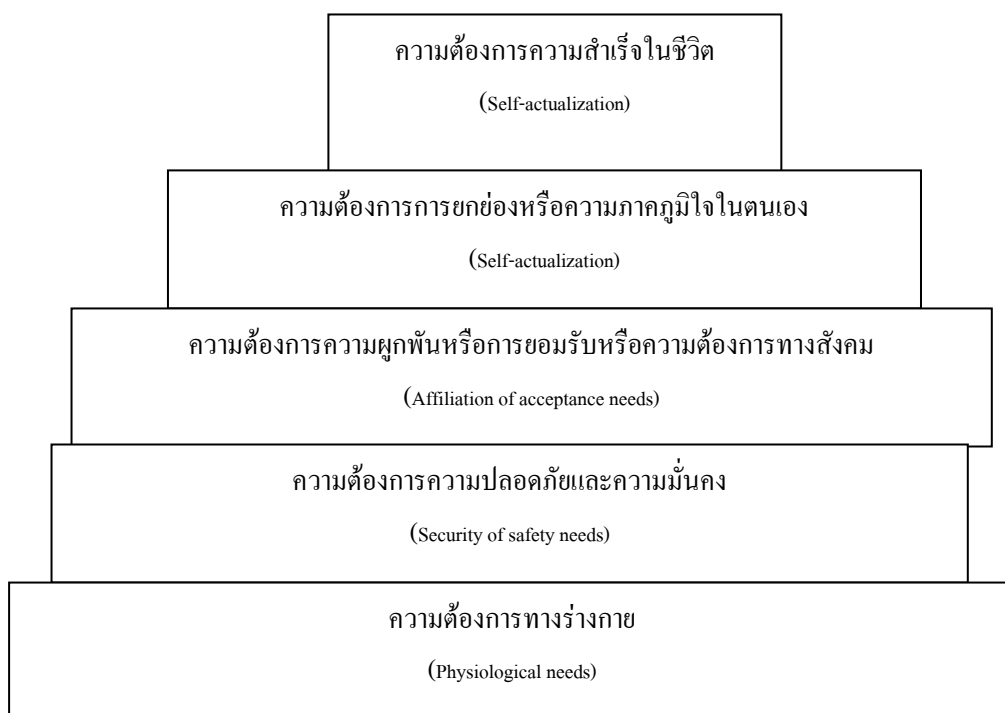 ความต้องการความสำเร็จในชีวิต
(Self-actualization)
ความต้องการการยกย่องหรือความภาคภูมิใจในตนเอง
(Self-actualization)
ความต้องการความผูกพันหรือการยอมรับหรือความต้องการทางสังคม
(Affiliation of acceptance needs)
ความต้องการความปลอดภัยและความมั่นคง
(Security of safety needs)
ความต้องการทางร่างกาย
(Physiological needs)